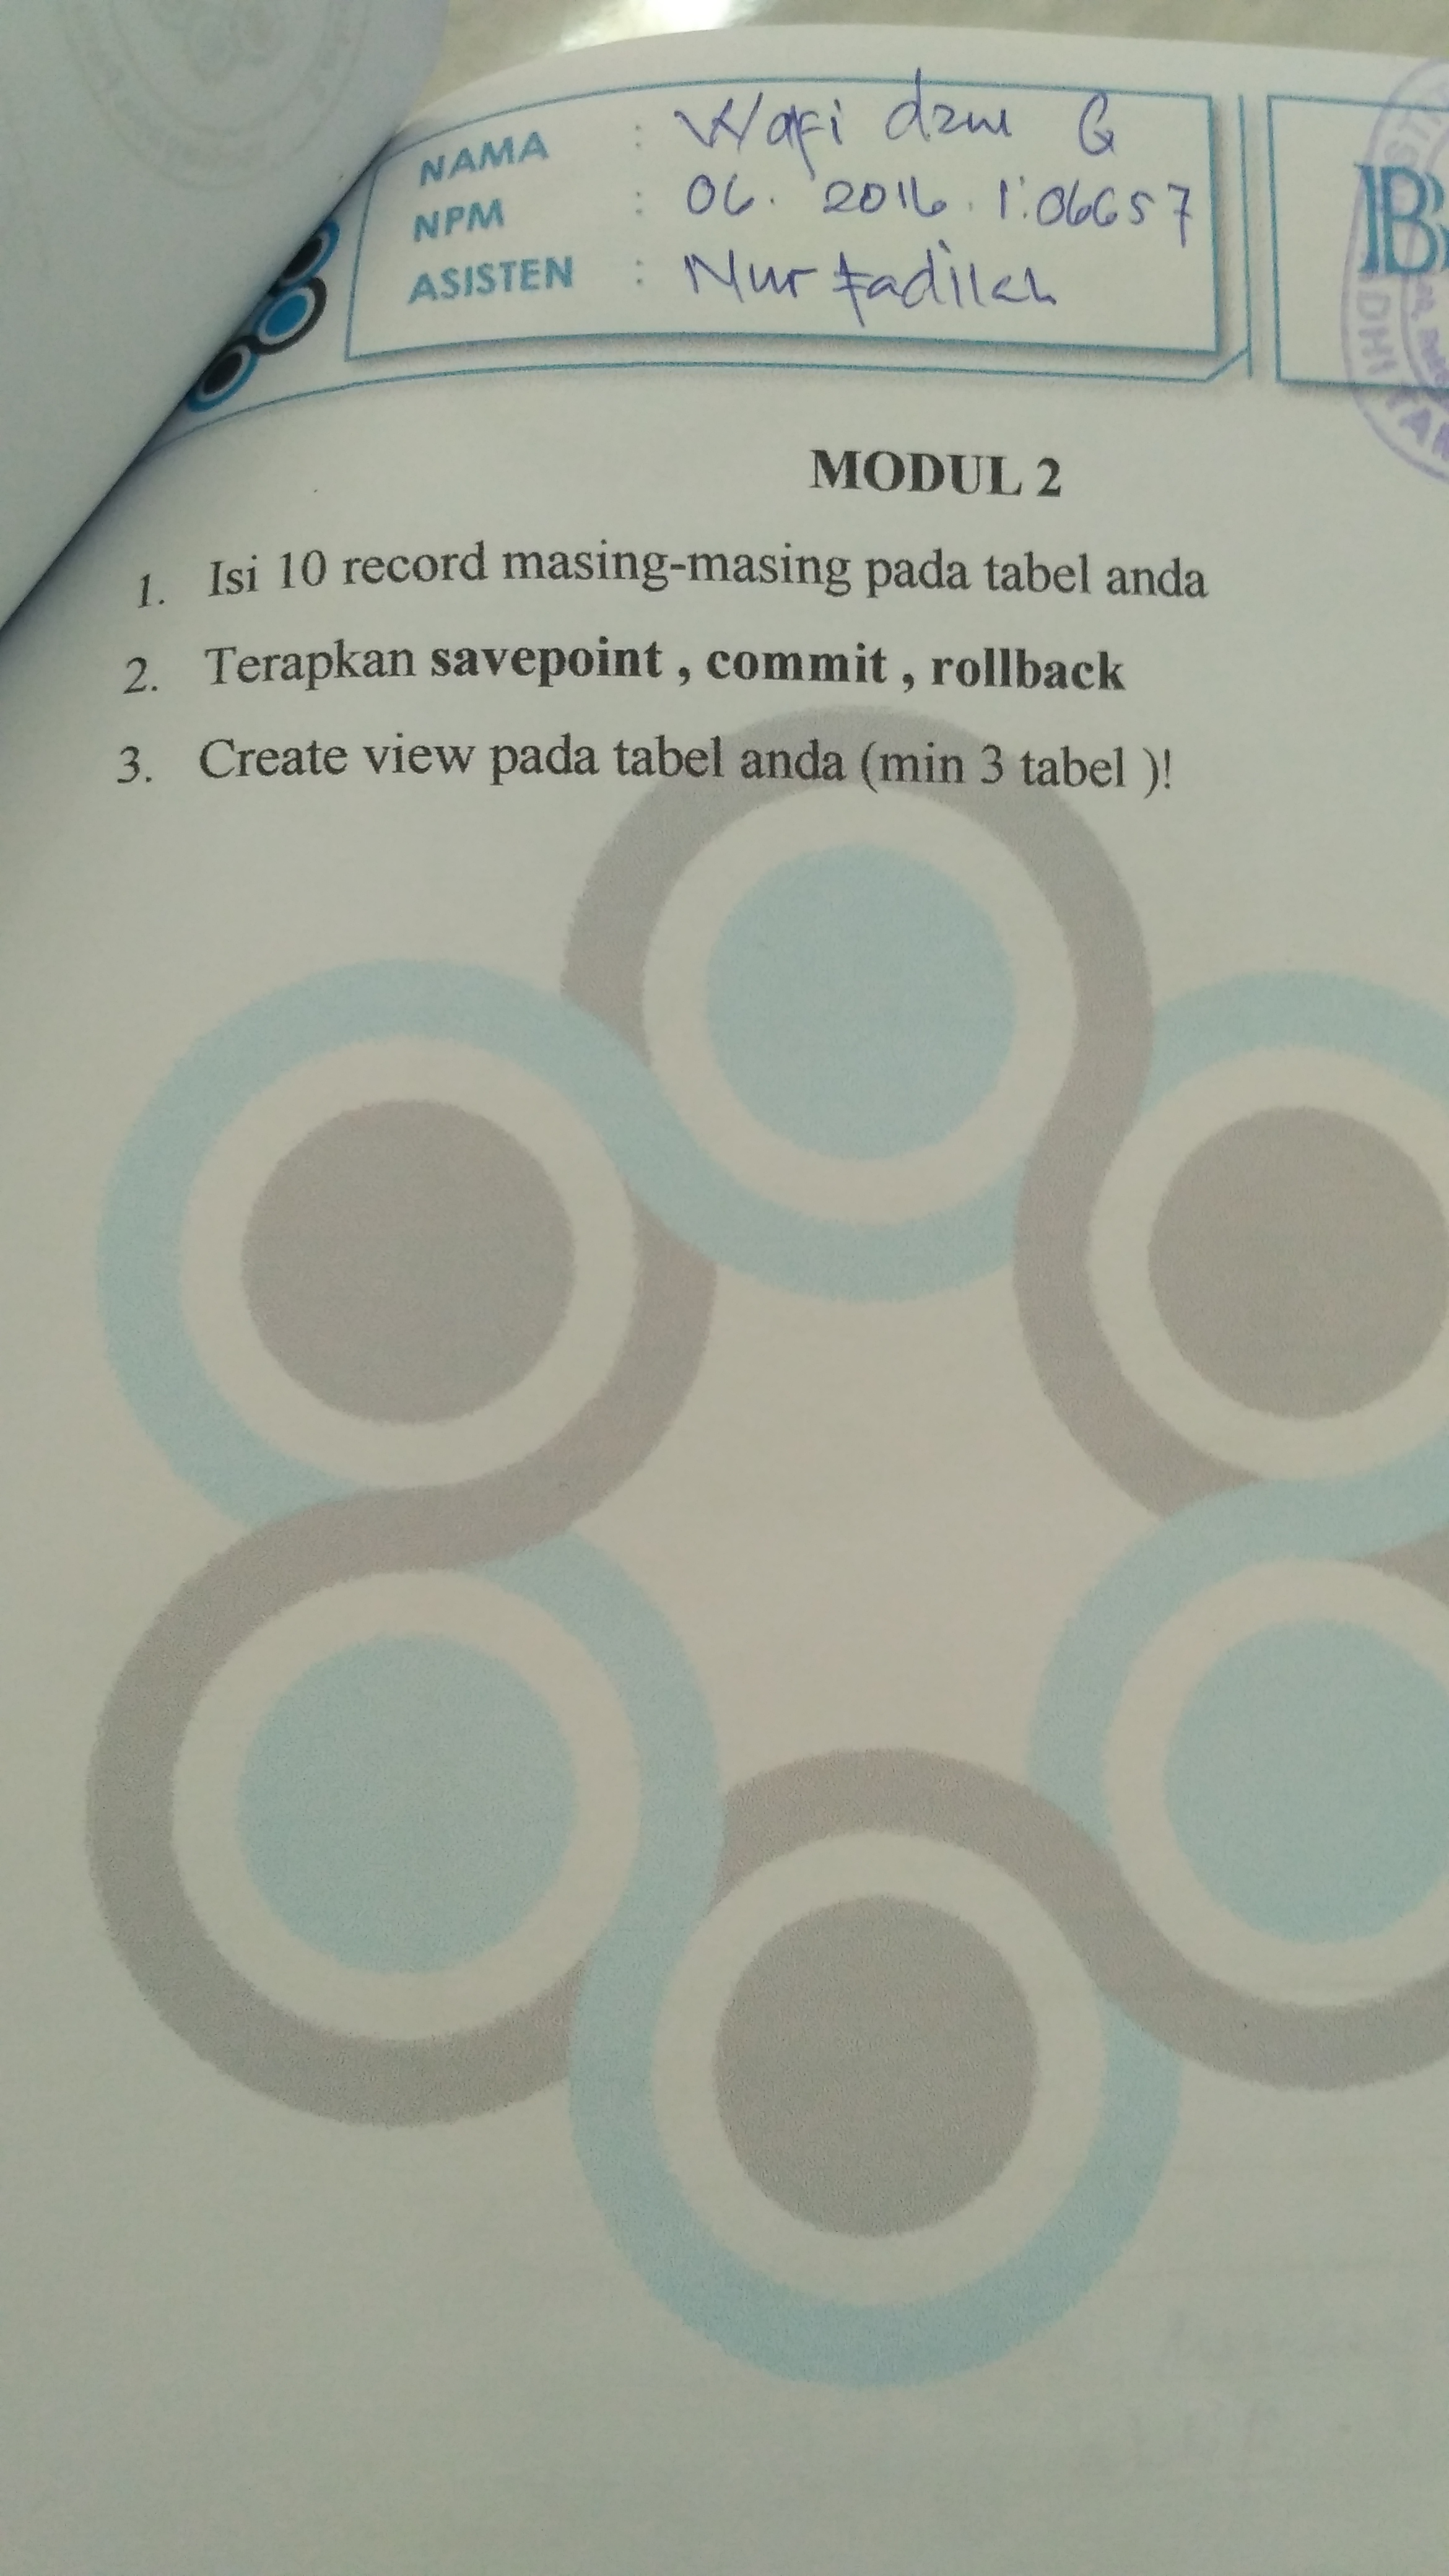 NAMA : Wafi dzul G
NPM : 06.2016.1.06657
ASISTEN : Nur Fadilah
MODUL 2
1. Isi 10 record masing-masing pada tabel anda
2. Terapkan savepoint , commit , rollback
3. Create view pada tabel anda (min 3 tabel )!